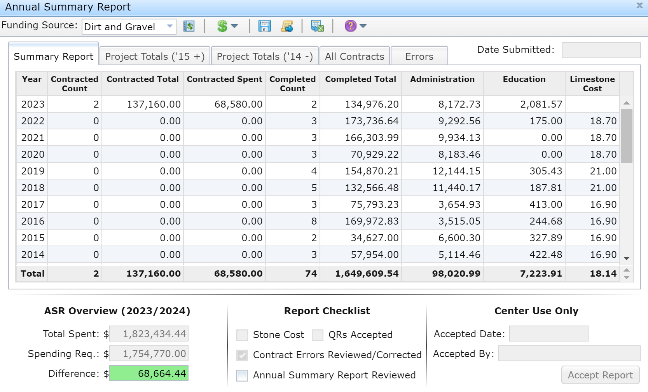 Annual Summary Report
Funding Source: Dirt and Gravel
Summary Report Project Totals ('15 +) Project Totals ('14 -) All Contracts Errors Date Submitted:
Year Contracted Count Contracted Total Contracted Spent Completed Count Completed Total Administration Education Limestone Cost
2023 2 137,160.00 68,580.00 2 134,976.20 8,172.73 2,081.57
2022 0 0.00 0.00 3 173,736.64 9,292.56 175.00 18.70
2021 0 0.00 0.00 3 166,303.99 9,934.13 0.00 18.70
2020 0 0.00 0.00 3 70,929.22 8,183.46 0.00 18.70
2019 0 0.00 0.00 4 154,870.21 12,144.15 305.43 21.00
2018 0 0.00 0.00 5 132,566.48 11,440.17 187.81 21.00
2017 0 0.00 0.00 3 75,793.23 3,654.93 413.00 16.90
2016 0 0.00 0.00 8 169,972.83 3,515.05 244.68 16.90
2015 0 0.00 0.00 2 34,627.00 6,600.30 327.89 16.90
2014 0 0.00 0.00 3 57,954.00 5,114.46 422.48 16.90
Total 2 137,160.00 68,580.00 74 1,649,609.54 98,020.99 7,223.91 18.14
ASR Overview (2023/2024)
Total Spent: $ 1,823,434.44
Spending Req.: $ 1,754,770.00
Difference: $ 68,664.44
Report Checklist
Stone Cost QRs Accepted
Contract Errors Reviewed/Corrected
Annual Summary Report Reviewed
Center Use Only
Accepted Date:
Accepted By:
Accept Report